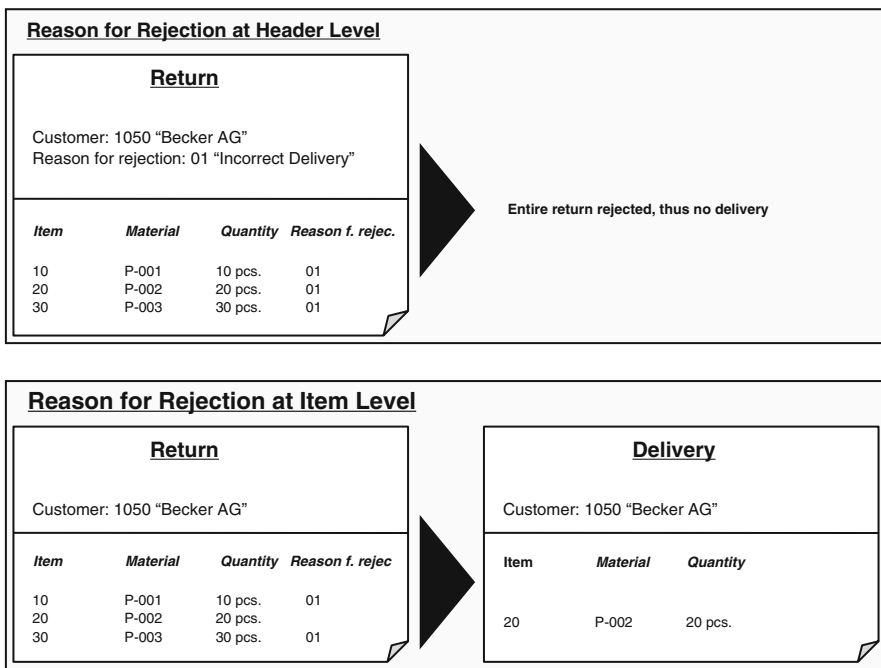 Reason for Rejection at Header Level
Return
Customer: 1050 “Becker AG”
Reason for rejection: 01 “Incorrect Delivery”
Item Material Quantity Reason f. rejec.
10 P-001 10 pcs. 01
20 P-002 20 pcs. 01
30 P-003 30 pcs. 01
Entire return rejected, thus no delivery
Reason for Rejection at Item Level
Return
Customer: 1050 “Becker AG”
Item Material Quantity Reason f. rejec
10 P-001 10 pcs. 01
20 P-002 20 pcs.
30 P-003 30 pcs. 01
Delivery
Customer: 1050 “Becker AG”
Item Material Quantity
20 P-002 20 pcs.